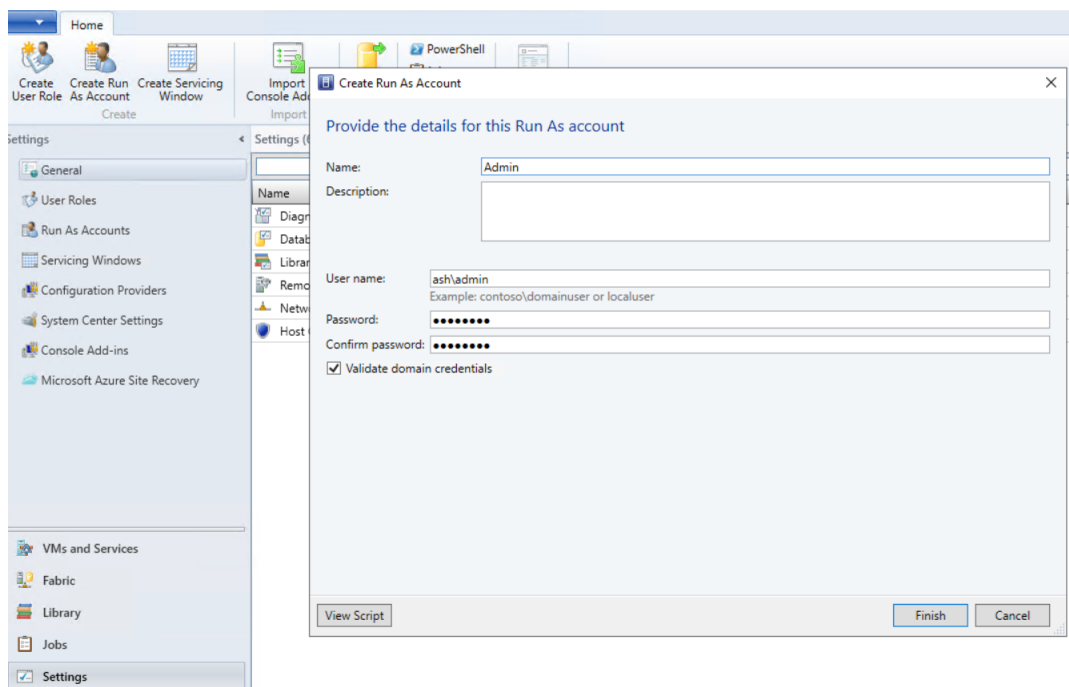 Home
PowerShell
Create User Role
Create Run As Account
Create Servicing Window
Import Console Add
Create
Import
Settings
General
User Roles
Run As Accounts
Servicing Windows
Configuration Providers
System Center Settings
Console Add-ins
Microsoft Azure Site Recovery
VMs and Services
Fabric
Library
Jobs
Settings
Settings (6
Name
Diagr
Datab
Librar
Remo
Netw
Host
Create Run As Account
Provide the details for this Run As account
Name: Admin
Description:
User name: ash\admin
Example: contoso\domainuser or localuser
Password: ●●●●●●●●
Confirm password: ●●●●●●●●
Validate domain credentials
View Script
Finish
Cancel